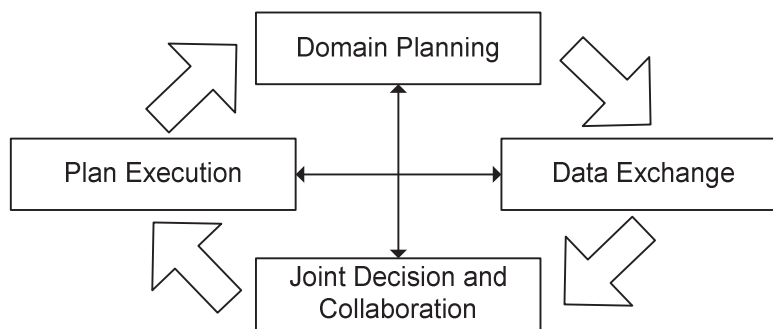 Domain Planning
Plan Execution
Data Exchange
Joint Decision and
Collaboration